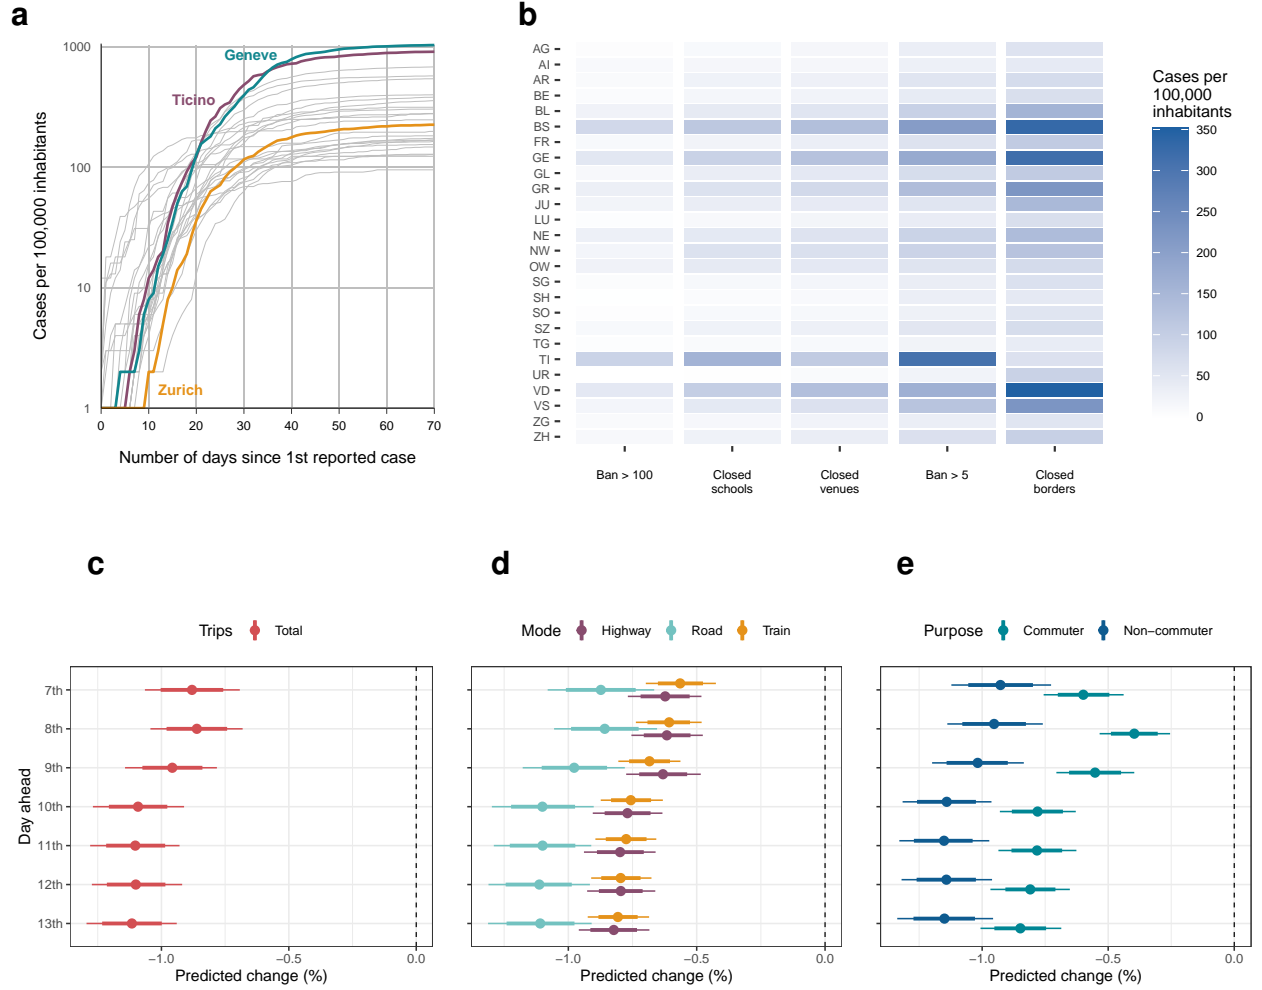 a
b
1000
100
10
1
Cases per 100,000 inhabitants
Geneve
Ticino
Zurich
0 10 20 30 40 50 60 70
Number of days since 1st reported case
AG
AI
AR
BE
BL
BS
FR
GE
GL
GR
JU
LU
NE
NW
OW
SG
SH
SO
SZ
TG
TI
UR
VD
VS
ZG
ZH
Ban > 100
Closed
schools
Closed
venues
Ban > 5
Closed
borders
Cases per
100,000
inhabitants
350
300
250
200
150
100
50
0
c
Trips Total
7th
8th
9th
10th
11th
12th
13th
Day ahead
−1.0 −0.5 0.0
Predicted change (%)
d
Mode Highway Road Train
−1.0 −0.5 0.0
Predicted change (%)
e
Purpose Commuter Non−commuter
−1.0 −0.5 0.0
Predicted change (%)